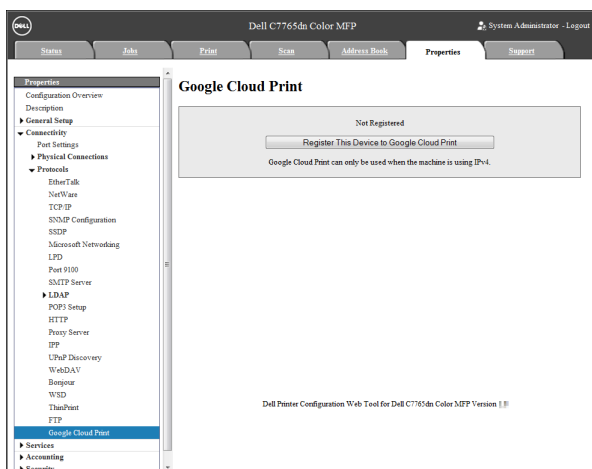 DELL
Dell C7765dn Color MFP
System Administrator - Logout
Status
Jobs
Print
Scan
Address Book
Properties
Support
Properties
Configuration Overview
Description
General Setup
Connectivity
Port Settings
Physical Connections
Protocols
EtherTalk
NetWare
TCP/IP
SNMP Configuration
SSDP
Microsoft Networking
LPD
Port 9100
SMTP Server
LDAP
POP3 Setup
HTTP
Proxy Server
IPP
UPnP Discovery
WebDAV
Bonjour
WSD
ThinPrint
FTP
Google Cloud Print
Services
Accounting
Security
Google Cloud Print
Not Registered
Register This Device to Google Cloud Print
Google Cloud Print can only be used when the machine is using IPv4.
Dell Printer Configuration Web Tool for Dell C7765dn Color MFP Version